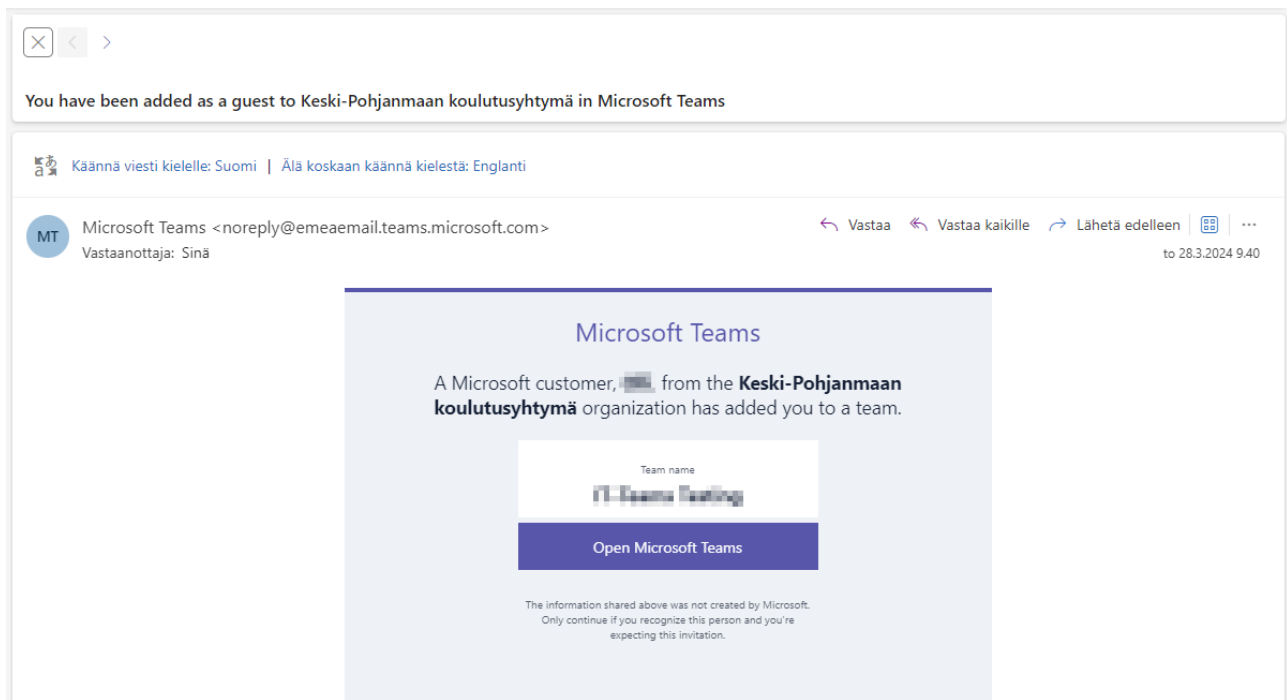 You have been added as a guest to Keski-Pohjanmaan koulutusyhtymä in Microsoft Teams
Käännä viesti kielelle: Suomi | Älä koskaan käännä kielestä: Englanti
MT
Microsoft Teams <noreply@emeaemail.teams.microsoft.com>
Vastaa
Vastaa kaikille
Lähetä edelleen
Vastaanottaja: Sinä
to 28.3.2024 9.40
Microsoft Teams
A Microsoft customer, from the Keski-Pohjanmaan
koulutusyhtymä organization has added you to a team.
Team name
Open Microsoft Teams
The information shared above was not created by Microsoft.
Only continue if you recognize this person and you're
expecting this invitation.